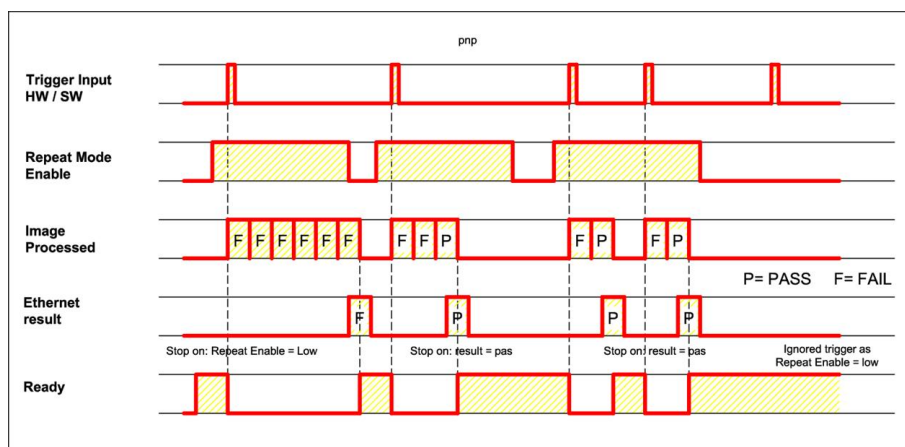 pnp
Trigger Input
HW / SW
Repeat Mode
Enable
Image
Processed
F F F F F F F F P F P F P
P= PASS F= FAIL
Ethernet
result
F P P P
Stop on: Repeat Enable = Low
Stop on: result = pas
Stop on: result = pas
Ignored trigger as
Repeat Enable = low
Ready